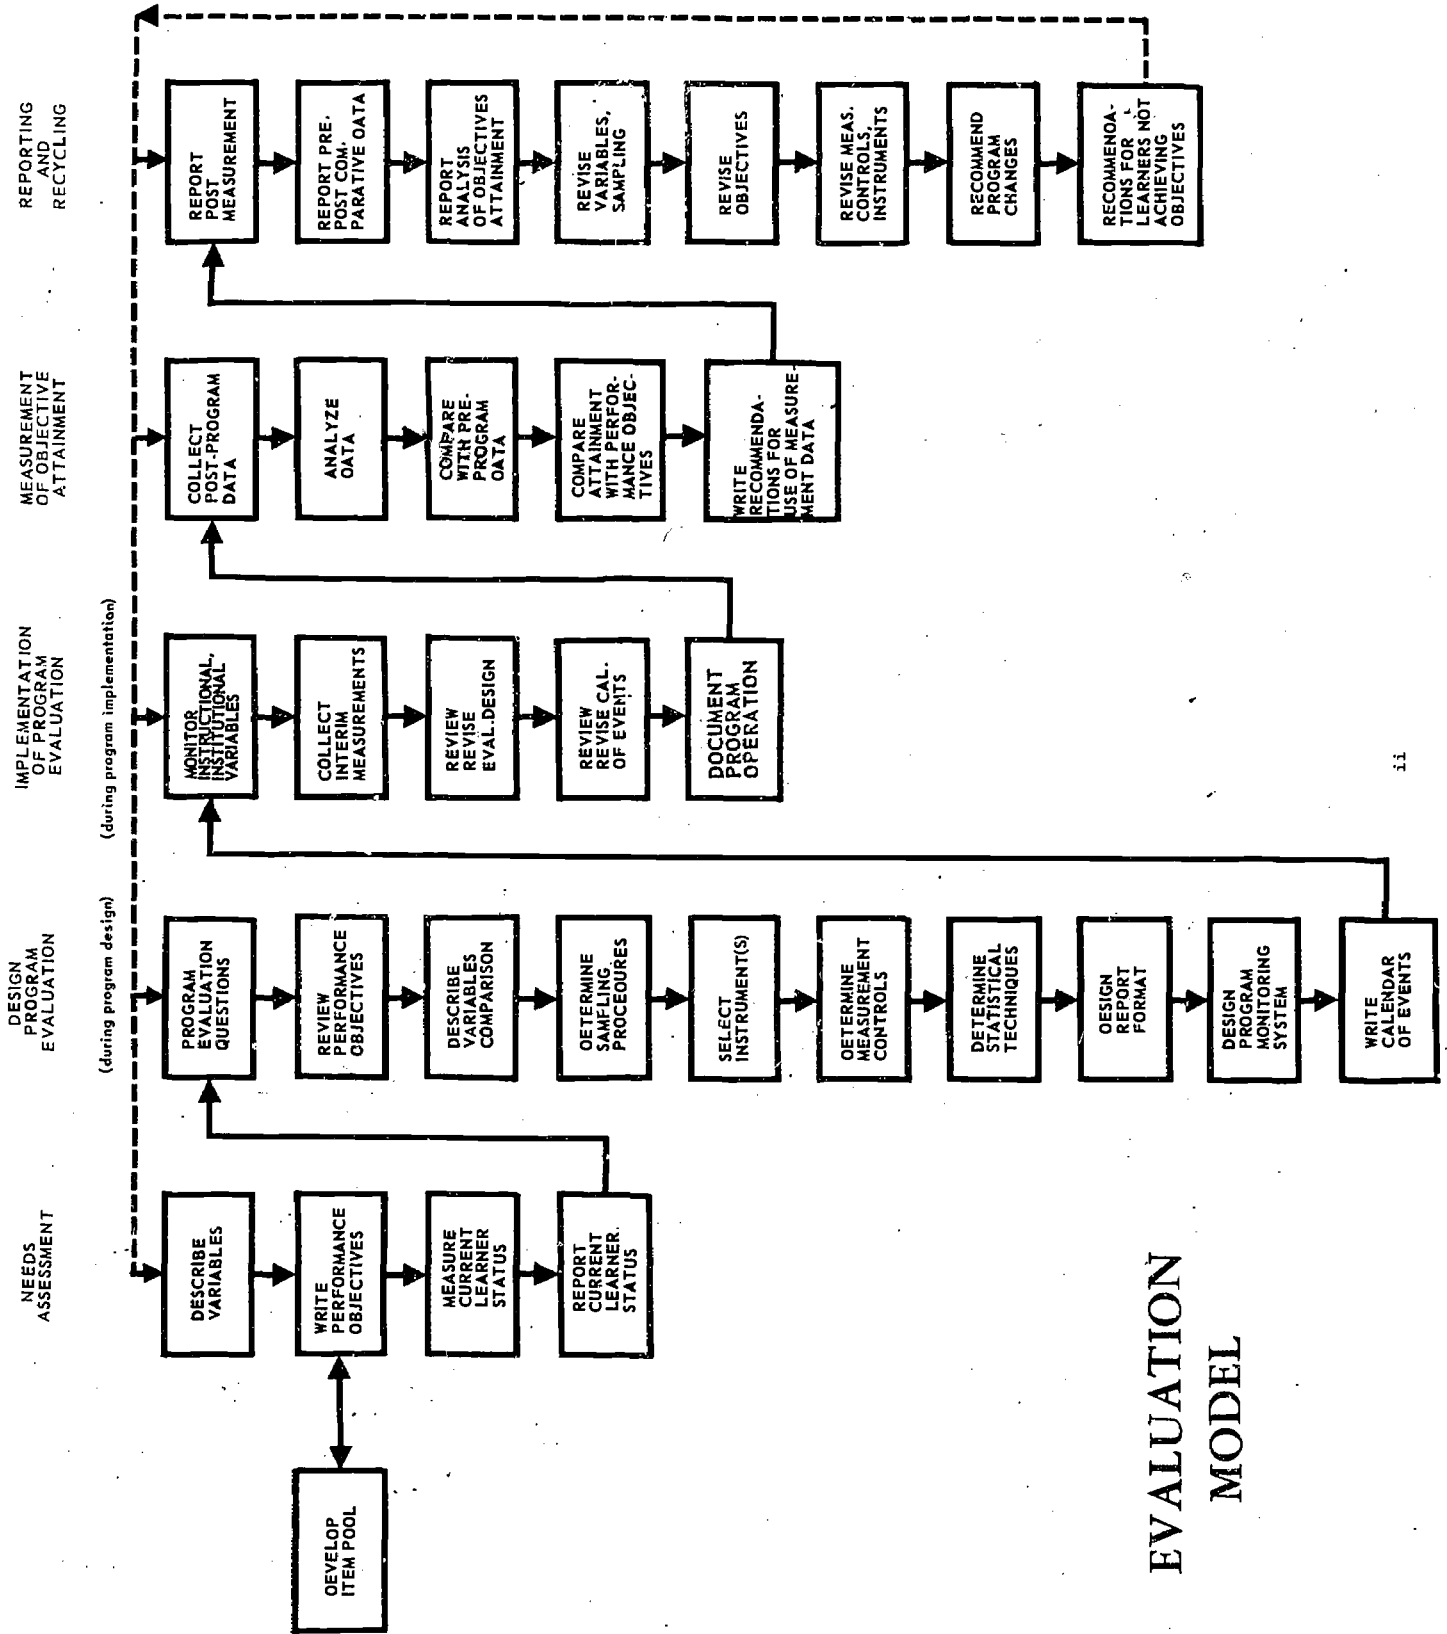 NEEDS
ASSESSMENT
DESIGN
PROGRAM
EVALUATION
IMPLEMENTATION
OF PROGRAM
EVALUATION
MEASUREMENT
OF OBJECTIVE
ATTAINMENT
REPORTING
AND
RECYCLING
(during program design)
(during program implementation)
OEVELOP
ITEM POOL
DESCRIBE
VARIABLES
WRITE
PERFORMANCE
OBJECTIVES
MEASURE
CURRENT
LEARNER
STATUS
REPORT
CURRENT
LEARNER
STATUS
PROGRAM
EVALUATION
QUESTIONS
REVIEW
PERFORMANCE
OBJECTIVES
DESCRIBE
VARIABLES
COMPARISON
DETERMINE
SAMPLING
PROCEOURES
SELECT
INSTRUMENT(S)
OETERMINE
MEASUREMENT
CONTROLS
DETERMINE
STATISTICAL
TECHNIQUES
OESIGN
REPORT
FORMAT
DESIGN
PROGRAM
MONITORING
SYSTEM
WRITE
CALENDAR
OF EVENTS
MONITOR
INSTRUCTIONAL,
INSTITUTIONAL
VARIABLES
COLLECT
INTERIM
MEASUREMENTS
REVIEW
REVISE
EVAL.DESIGN
REVIEW
REVISE CAL.
OF EVENTS
DOCUMENT
PROGRAM
OPERATION
COLLECT
POST-PROGRAM
DATA
ANALYZE
OATA
COMPARE
WITH PRE-
PROGRAM
DATA
COMPARE
ATTAINMENT
WITH PERFOR-
MANCE OBJEC-
TIVES
WRITE
RECOMMENDA-
TIONS FOR
USE OF MEASURE-
MENT DATA
REPORT
POST
MEASUREMENT
REPORT PRE.
POST COM.
PARATIVE OATA
REPORT
ANALYSIS
OF OBJECTIVES
ATTAINMENT
REVISE
VARIABLES,
SAMPLING
REVISE
OBJECTIVES
REVISE MEAS.
CONTROLS,
INSTRUMENTS
RECOMMEND
PROGRAM
CHANGES
RECOMMENOA-
TIONS FOR
LEARNERS NOT
ACHIEVING
OBJECTIVES
EVALUATION
MODEL
ii